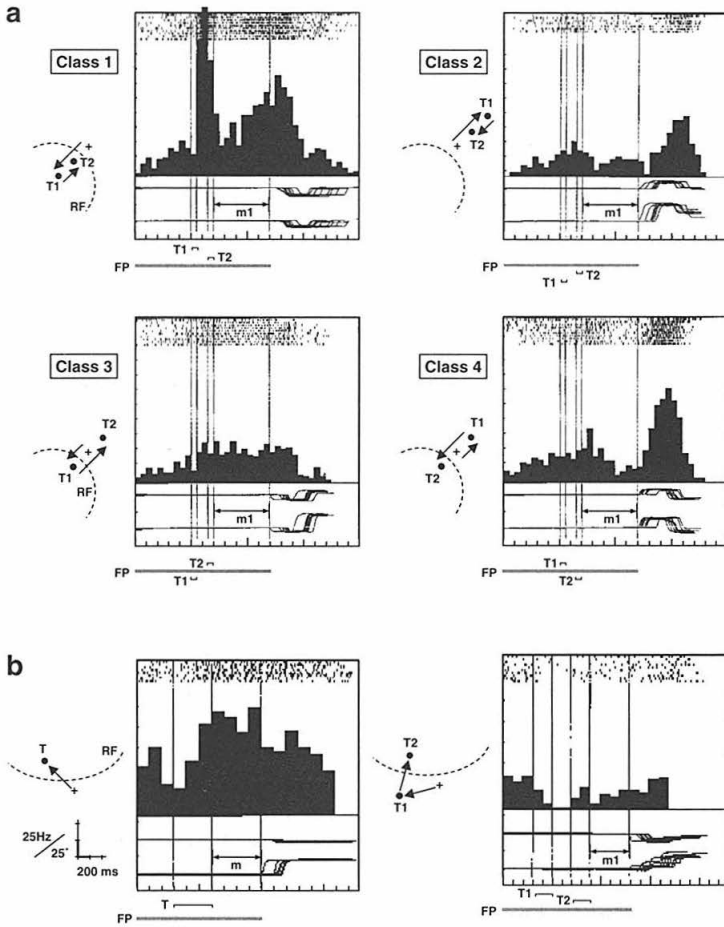 a
Class 1
+
T2
T1
RF
m1
T1
T2
FP
Class 2
T1
T2
+
m1
T2
T1
FP
Class 3
T2
+
T1
RF
m1
T2
FP
T1
Class 4
T1
+
T2
m1
T1
FP
T2
b
T
RF
+
25Hz
25°
200 ms
m
T
FP
T2
+
T1
m1
T1
T2
FP